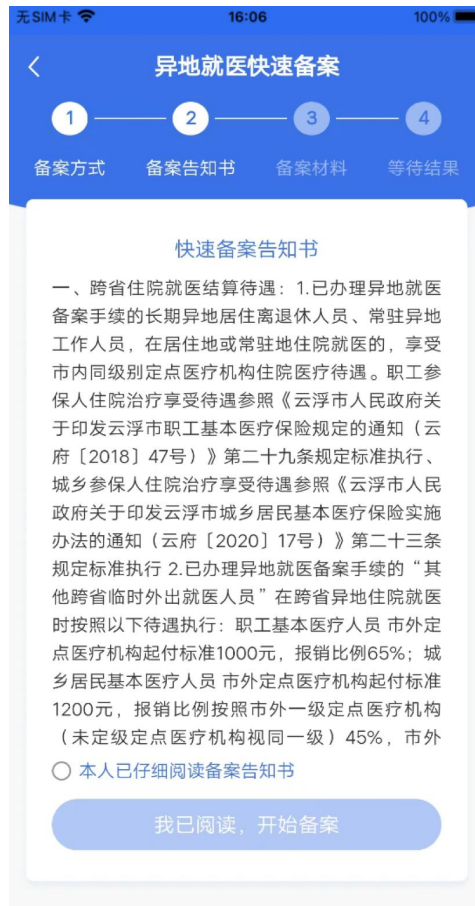 无SIM卡 16:06 100%
异地就医快速备案
1 2 3 4
备案方式 备案告知书 备案材料 等待结果
快速备案告知书
一、跨省住院就医结算待遇：1.已办理异地就医
备案手续的长期异地居住离退休人员、常驻异地
工作人员，在居住地或常驻地住院就医的，享受
市内同级别定点医疗机构住院医疗待遇。职工参
保人住院治疗享受待遇参照《云浮市人民政府关
于印发云浮市职工基本医疗保险规定的通知（云
府〔2018〕47号）》第二十九条规定标准执行、
城乡参保人住院治疗享受待遇参照《云浮市人民
政府关于印发云浮市城乡居民基本医疗保险实施
办法的通知（云府〔2020〕17号）》第二十三条
规定标准执行 2.已办理异地就医备案手续的“其
他跨省临时外出就医人员”在跨省异地住院就医
时按照以下待遇执行：职工基本医疗人员 市外定
点医疗机构起付标准1000元，报销比例65%；城
乡居民基本医疗人员 市外定点医疗机构起付标准
1200元，报销比例按照市外一级定点医疗机构
（未定级定点医疗机构视同一级）45%，市外
本人已仔细阅读备案告知书
我已阅读，开始备案